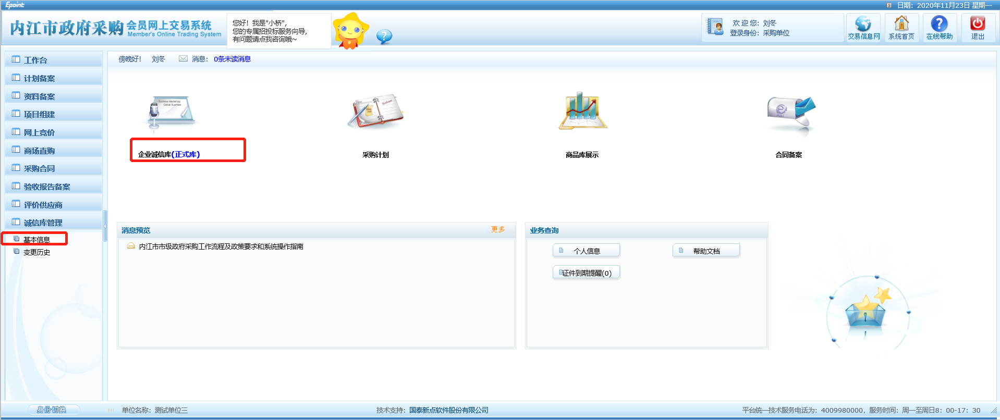 Epoint
日期：2020年11月23日 星期一
内江市政府采购 会员网上交易系统
Member's Online Trading System
您好！我是"小桥",
您的专属招投标服务向导,
有问题请点我咨询哦~
欢 迎 您： 刘冬
登录身份： 采购单位
交易信息网
系统首页
在线帮助
退出
傍晚好！ 刘冬 消息： 0条未读消息
工作台
计划备案
资料备案
项目组建
网上竞价
商场直购
采购合同
验收报告备案
评价供应商
诚信库管理
基本信息
变更历史
Business Marketing
Global Business
企业诚信库(正式库)
采购计划
商品库展示
合同备案
消息预览 更多
内江市市级政府采购工作流程及政策要求和系统操作指南
业务查询
个人信息
帮助文档
证件到期提醒(0)
身份切换
单位名称： 测试单位三
技术支持： 国泰新点软件股份有限公司
平台统一技术服务电话为：4009980000，服务时间：周一至周日8：00-17：30